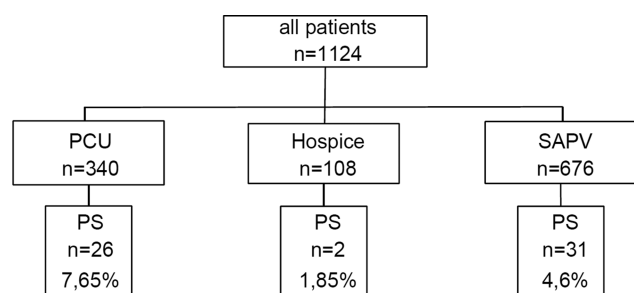 all patients
n=1124
PCU
n=340
Hospice
n=108
SAPV
n=676
PS
n=26
7,65%
PS
n=2
1,85%
PS
n=31
4,6%